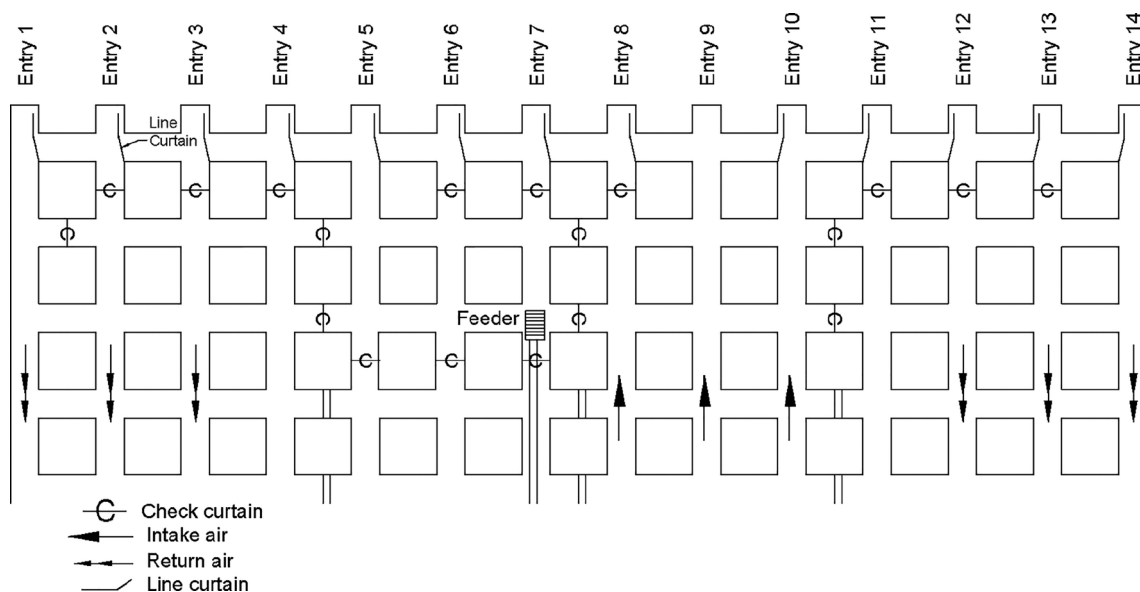 Entry 1
Entry 2
Entry 3
Entry 4
Entry 5
Entry 6
Entry 7
Entry 8
Entry 9
Entry 10
Entry 11
Entry 12
Entry 13
Entry 14
Line
Curtain
C C C C C C C C C
C C C C
Feeder
C C C
C C C
C Check curtain
Intake air
Return air
Line curtain